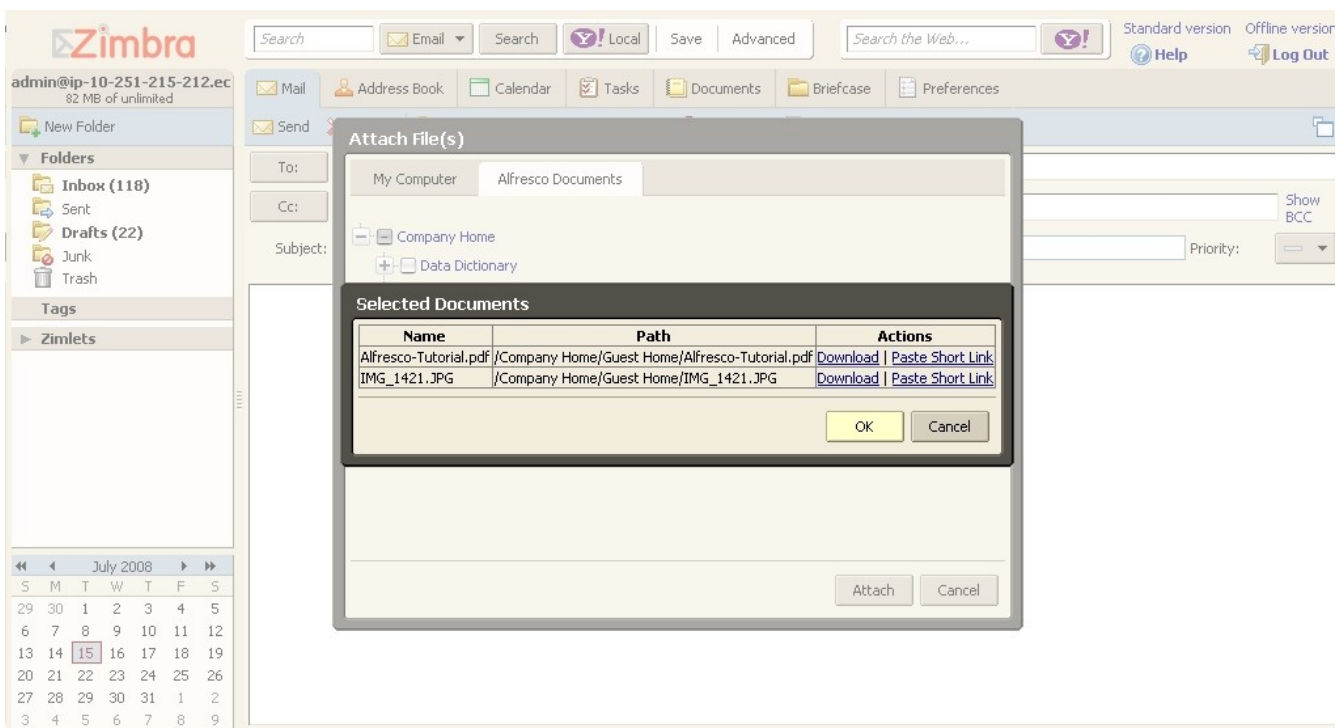 Zimbra
Search Email Search Y! Local Save Advanced Search the Web... Y! Standard version Offline version
Help Log Out
admin@ip-10-251-215-212.ec
82 MB of unlimited
Mail Address Book Calendar Tasks Documents Briefcase Preferences
New Folder Send
Attach File(s)
Folders
To:
My Computer Alfresco Documents
Inbox (118)
Sent
Cc:
Show
BCC
Drafts (22)
Company Home
Subject:
Priority:
Junk
Data Dictionary
Trash
Selected Documents
Tags
Zimlets
Name Path Actions
Alfresco-Tutorial.pdf /Company Home/Guest Home/Alfresco-Tutorial.pdf Download | Paste Short Link
IMG_1421.JPG /Company Home/Guest Home/IMG_1421.JPG Download | Paste Short Link
OK Cancel
Attach Cancel
July 2008
S M T W T F S
29 30 1 2 3 4 5
6 7 8 9 10 11 12
13 14 15 16 17 18 19
20 21 22 23 24 25 26
27 28 29 30 31 1 2
3 4 5 6 7 8 9